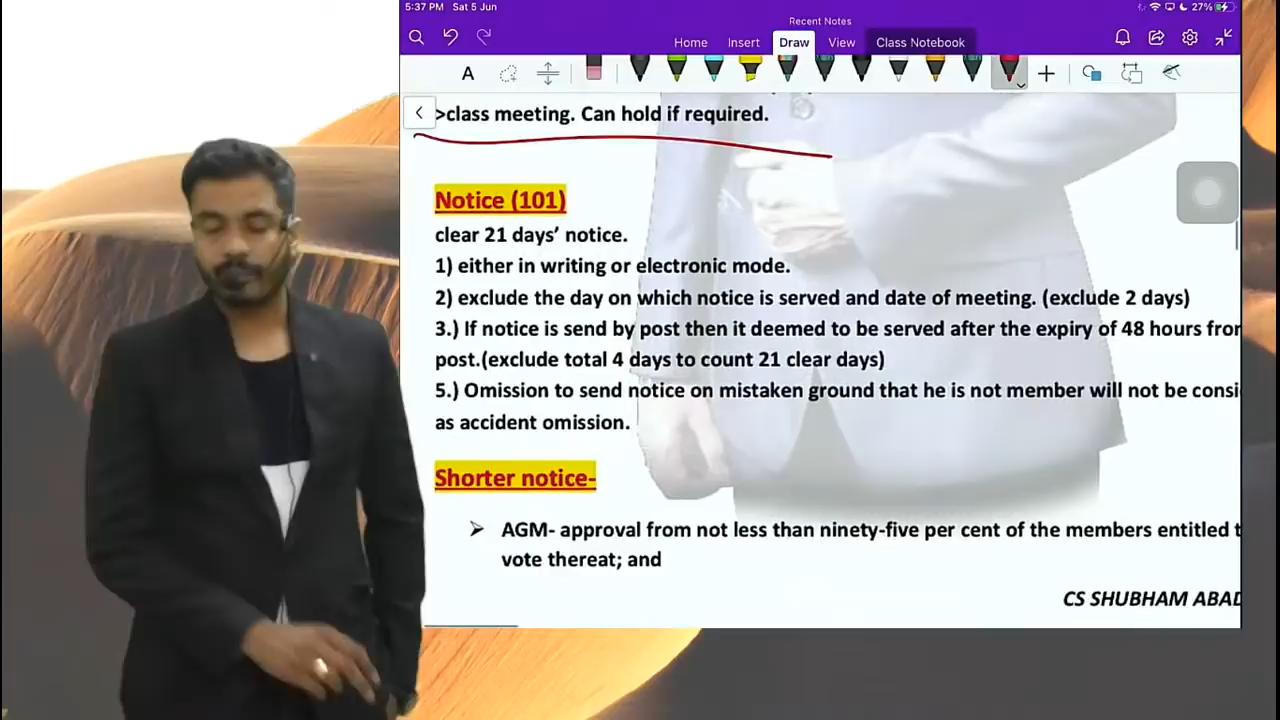 5:37 PM Sat 5 Jun
27%
Recent Notes
Home Insert Draw View Class Notebook
A
>class meeting. Can hold if required.
Notice (101)
clear 21 days' notice.
1) either in writing or electronic mode.
2) exclude the day on which notice is served and date of meeting. (exclude 2 days)
3.) If notice is send by post then it deemed to be served after the expiry of 48 hours
post.(exclude total 4 days to count 21 clear days)
5.) Omission to send notice on mistaken ground that he is not member will not be
as accident omission.
Shorter notice-
➢ AGM- approval from not less than ninety-five per cent of the members entitled
vote thereat; and
CS SHUBHAM